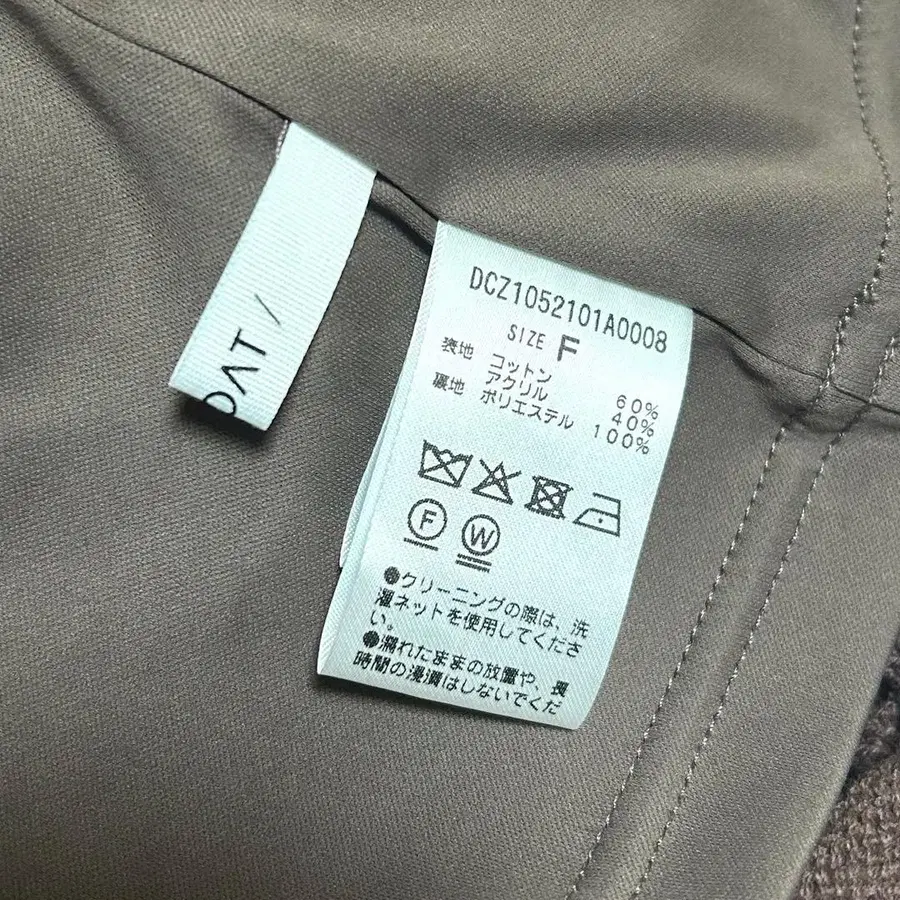 OAT /
DCZ1052101A0008
SIZE F
表地 コットン 60%
アクリル 40%
裏地 ポリエステル 100%
F W
●クリーニングの際は、洗
濯ネットを使用してくださ
い。
●濡れたままの放置や、長
時間の浸漬はしないでくだ